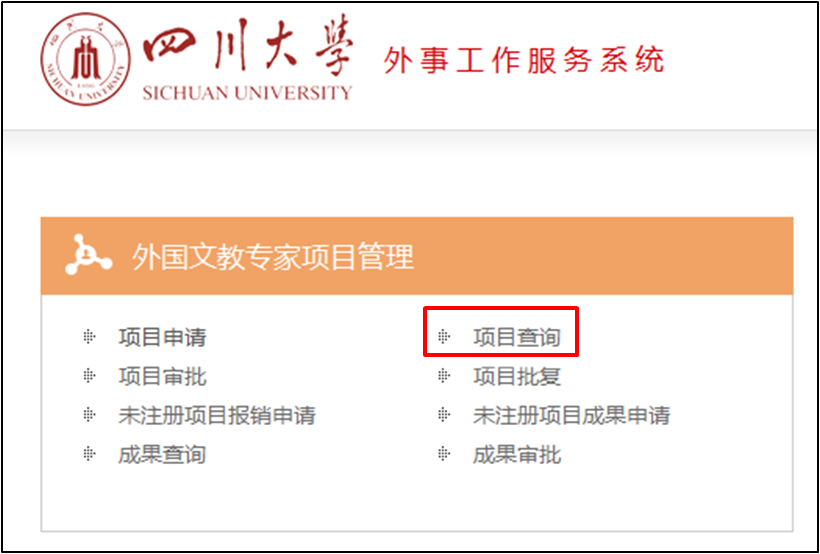 四川大學
SICHUAN UNIVERSITY
外事工作服务系统
外国文教专家项目管理
项目申请 项目查询
项目审批 项目批复
未注册项目报销申请 未注册项目成果申请
成果查询 成果审批